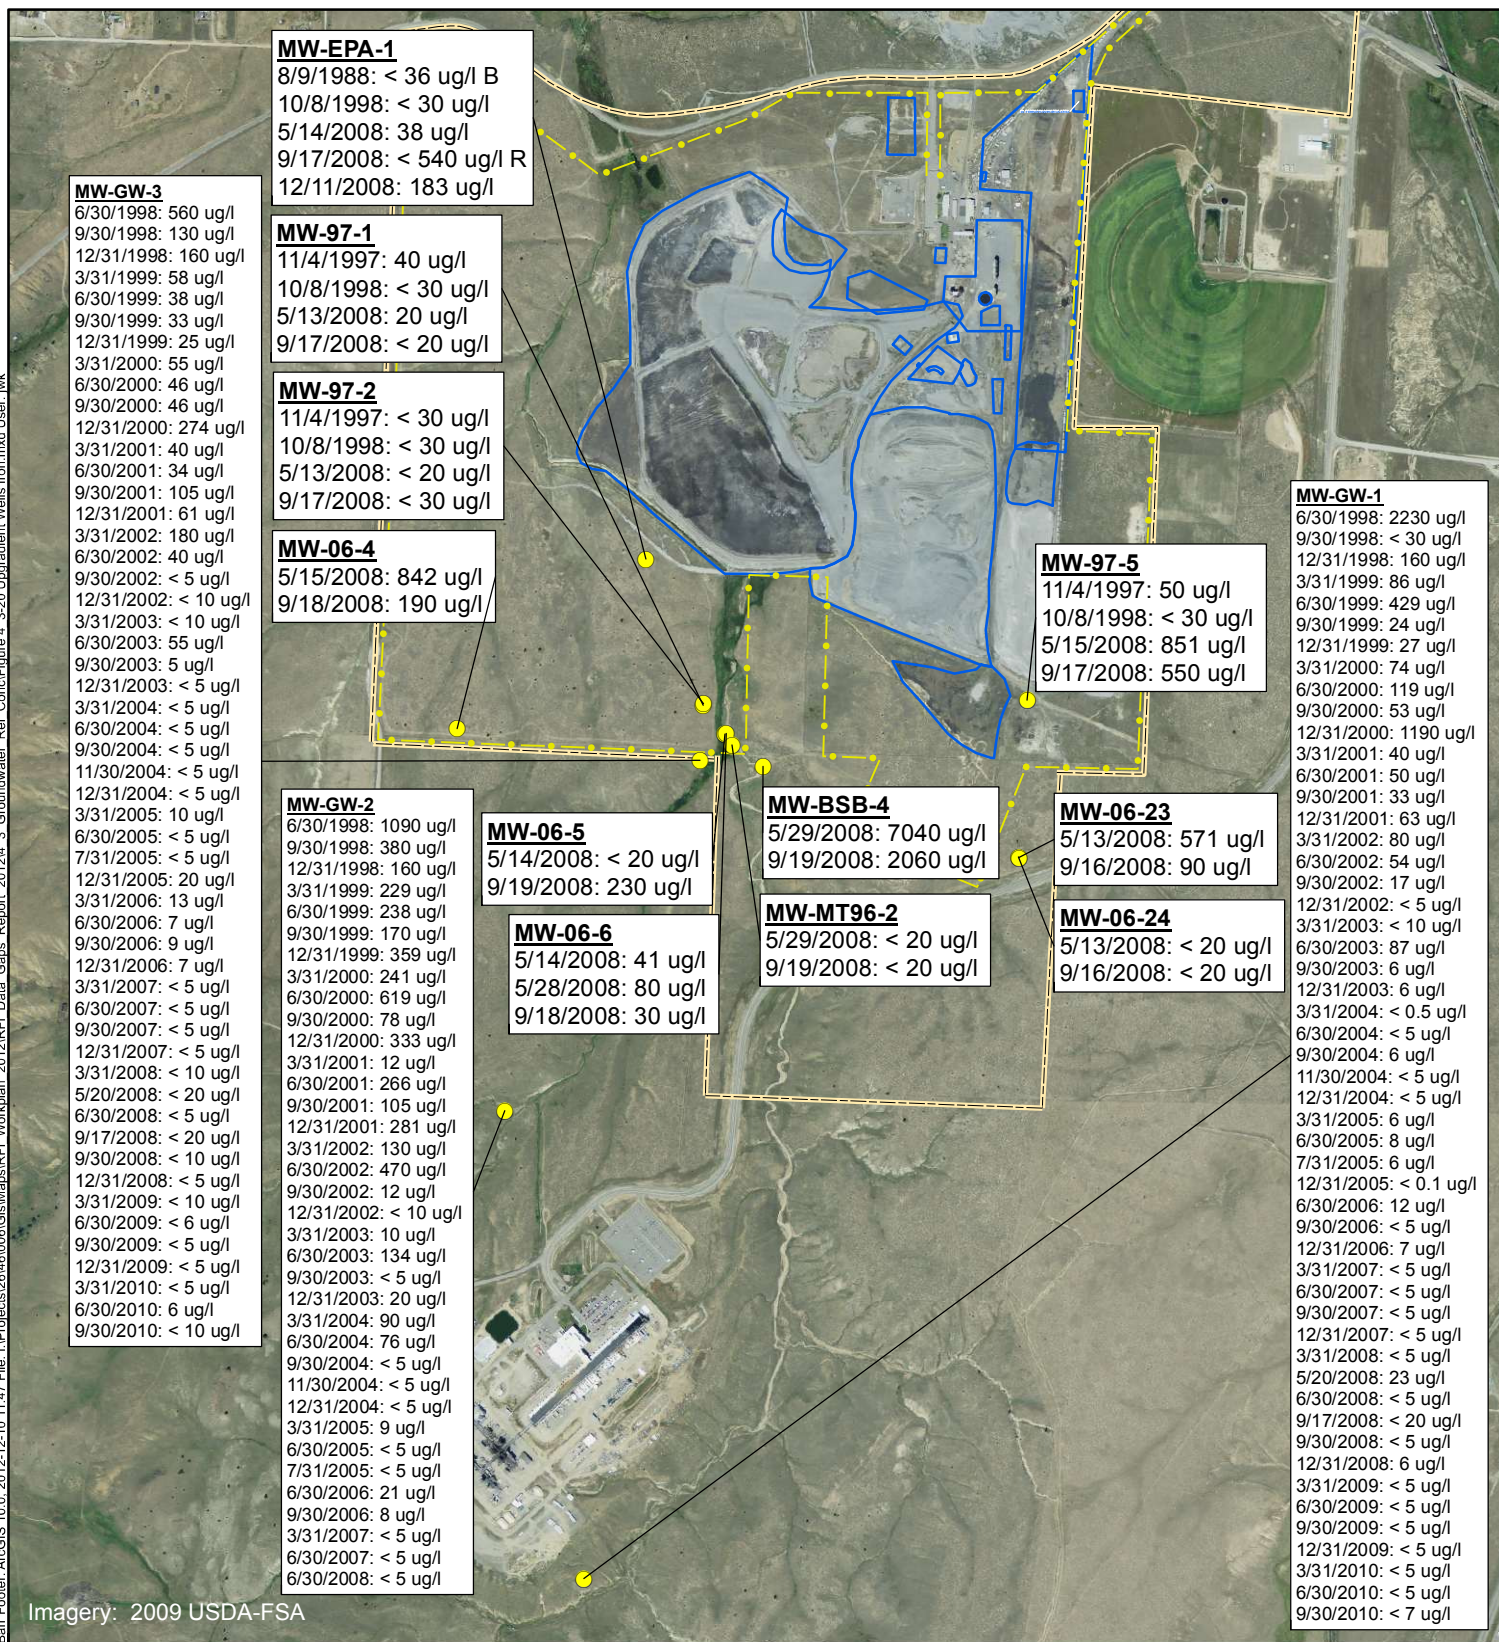 MW-EPA-1
8/9/1988: < 36 ug/l B
10/8/1998: < 30 ug/l
5/14/2008: 38 ug/l
9/17/2008: < 540 ug/l R
12/11/2008: 183 ug/l
MW-97-1
11/4/1997: 40 ug/l
10/8/1998: < 30 ug/l
5/13/2008: 20 ug/l
9/17/2008: < 20 ug/l
MW-97-2
11/4/1997: < 30 ug/l
10/8/1998: < 30 ug/l
5/13/2008: < 20 ug/l
9/17/2008: < 30 ug/l
MW-06-4
5/15/2008: 842 ug/l
9/18/2008: 190 ug/l
MW-GW-3
6/30/1998: 560 ug/l
9/30/1998: 130 ug/l
12/31/1998: 160 ug/l
3/31/1999: 58 ug/l
6/30/1999: 38 ug/l
9/30/1999: 33 ug/l
12/31/1999: 25 ug/l
3/31/2000: 55 ug/l
6/30/2000: 46 ug/l
9/30/2000: 46 ug/l
12/31/2000: 274 ug/l
3/31/2001: 40 ug/l
6/30/2001: 34 ug/l
9/30/2001: 105 ug/l
12/31/2001: 61 ug/l
3/31/2002: 180 ug/l
6/30/2002: 40 ug/l
9/30/2002: < 5 ug/l
12/31/2002: < 10 ug/l
3/31/2003: < 10 ug/l
6/30/2003: 55 ug/l
9/30/2003: 5 ug/l
12/31/2003: < 5 ug/l
3/31/2004: < 5 ug/l
6/30/2004: < 5 ug/l
9/30/2004: < 5 ug/l
11/30/2004: < 5 ug/l
12/31/2004: < 5 ug/l
3/31/2005: 10 ug/l
6/30/2005: < 5 ug/l
7/31/2005: < 5 ug/l
12/31/2005: 20 ug/l
3/31/2006: 13 ug/l
6/30/2006: 7 ug/l
9/30/2006: 9 ug/l
12/31/2006: 7 ug/l
3/31/2007: < 5 ug/l
6/30/2007: < 5 ug/l
9/30/2007: < 5 ug/l
12/31/2007: < 5 ug/l
3/31/2008: < 10 ug/l
5/20/2008: < 20 ug/l
6/30/2008: < 5 ug/l
9/17/2008: < 20 ug/l
9/30/2008: < 10 ug/l
12/31/2008: < 5 ug/l
3/31/2009: < 10 ug/l
6/30/2009: < 6 ug/l
9/30/2009: < 5 ug/l
12/31/2009: < 5 ug/l
3/31/2010: < 5 ug/l
6/30/2010: 6 ug/l
9/30/2010: < 10 ug/l
MW-GW-2
6/30/1998: 1090 ug/l
9/30/1998: 380 ug/l
12/31/1998: 160 ug/l
3/31/1999: 229 ug/l
6/30/1999: 238 ug/l
9/30/1999: 170 ug/l
12/31/1999: 359 ug/l
3/31/2000: 241 ug/l
6/30/2000: 619 ug/l
9/30/2000: 78 ug/l
12/31/2000: 333 ug/l
3/31/2001: 12 ug/l
6/30/2001: 266 ug/l
9/30/2001: 105 ug/l
12/31/2001: 281 ug/l
3/31/2002: 130 ug/l
6/30/2002: 470 ug/l
9/30/2002: 12 ug/l
12/31/2002: < 10 ug/l
3/31/2003: 10 ug/l
6/30/2003: 134 ug/l
9/30/2003: < 5 ug/l
12/31/2003: 20 ug/l
3/31/2004: 90 ug/l
6/30/2004: 76 ug/l
9/30/2004: < 5 ug/l
11/30/2004: < 5 ug/l
12/31/2004: < 5 ug/l
3/31/2005: 9 ug/l
6/30/2005: < 5 ug/l
7/31/2005: < 5 ug/l
6/30/2006: 21 ug/l
9/30/2006: 8 ug/l
3/31/2007: < 5 ug/l
6/30/2007: < 5 ug/l
6/30/2008: < 5 ug/l
MW-06-5
5/14/2008: < 20 ug/l
9/19/2008: 230 ug/l
MW-06-6
5/14/2008: 41 ug/l
5/28/2008: 80 ug/l
9/18/2008: 30 ug/l
MW-BSB-4
5/29/2008: 7040 ug/l
9/19/2008: 2060 ug/l
MW-MT96-2
5/29/2008: < 20 ug/l
9/19/2008: < 20 ug/l
MW-97-5
11/4/1997: 50 ug/l
10/8/1998: < 30 ug/l
5/15/2008: 851 ug/l
9/17/2008: 550 ug/l
MW-06-23
5/13/2008: 571 ug/l
9/16/2008: 90 ug/l
MW-06-24
5/13/2008: < 20 ug/l
9/16/2008: < 20 ug/l
MW-GW-1
6/30/1998: 2230 ug/l
9/30/1998: < 30 ug/l
12/31/1998: 160 ug/l
3/31/1999: 86 ug/l
6/30/1999: 429 ug/l
9/30/1999: 24 ug/l
12/31/1999: 27 ug/l
3/31/2000: 74 ug/l
6/30/2000: 119 ug/l
9/30/2000: 53 ug/l
12/31/2000: 1190 ug/l
3/31/2001: 40 ug/l
6/30/2001: 50 ug/l
9/30/2001: 33 ug/l
12/31/2001: 63 ug/l
3/31/2002: 80 ug/l
6/30/2002: 54 ug/l
9/30/2002: 17 ug/l
12/31/2002: < 5 ug/l
3/31/2003: < 10 ug/l
6/30/2003: 87 ug/l
9/30/2003: 6 ug/l
12/31/2003: 6 ug/l
3/31/2004: < 0.5 ug/l
6/30/2004: < 5 ug/l
9/30/2004: 6 ug/l
11/30/2004: < 5 ug/l
12/31/2004: < 5 ug/l
3/31/2005: 6 ug/l
6/30/2005: 8 ug/l
7/31/2005: 6 ug/l
12/31/2005: < 0.1 ug/l
6/30/2006: 12 ug/l
9/30/2006: < 5 ug/l
12/31/2006: 7 ug/l
3/31/2007: < 5 ug/l
6/30/2007: < 5 ug/l
9/30/2007: < 5 ug/l
12/31/2007: < 5 ug/l
3/31/2008: < 5 ug/l
5/20/2008: 23 ug/l
6/30/2008: < 5 ug/l
9/17/2008: < 20 ug/l
9/30/2008: < 5 ug/l
12/31/2008: 6 ug/l
3/31/2009: < 5 ug/l
6/30/2009: < 5 ug/l
9/30/2009: < 5 ug/l
12/31/2009: < 5 ug/l
3/31/2010: < 5 ug/l
6/30/2010: < 5 ug/l
9/30/2010: < 7 ug/l
Imagery: 2009 USDA-FSA